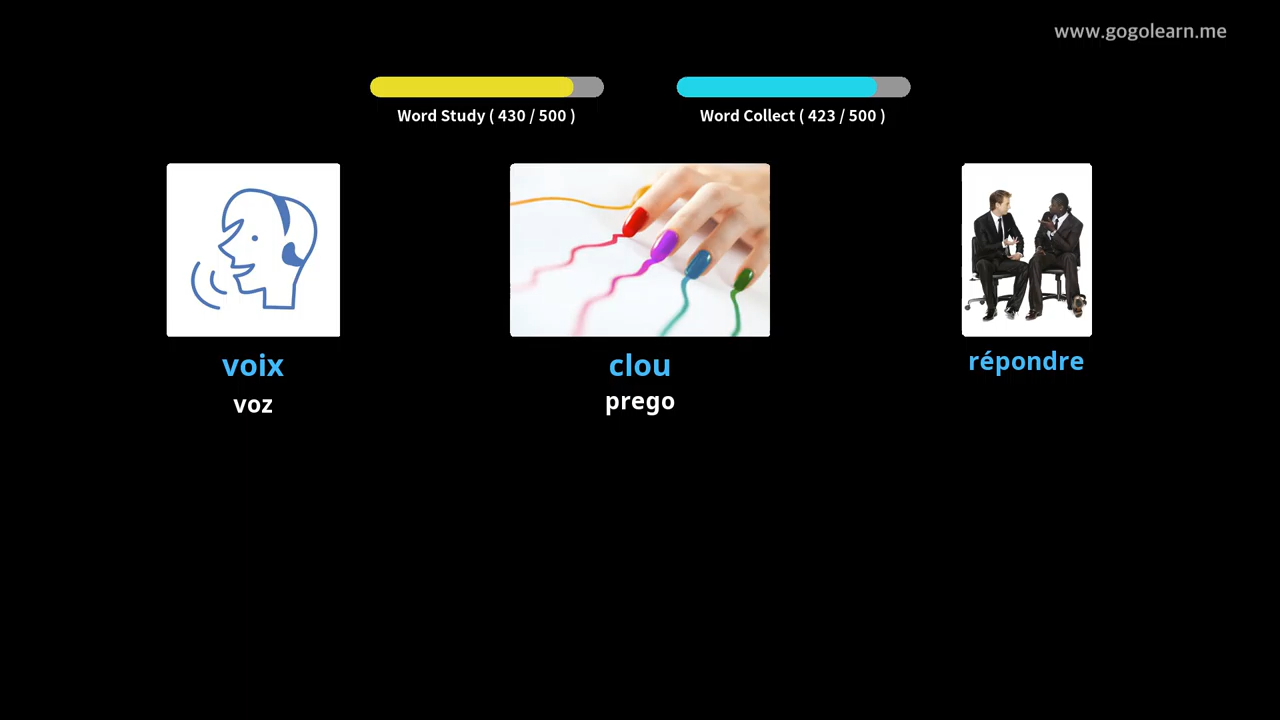 www.gogolearn.me
Word Study ( 430 / 500 )
Word Collect ( 423 / 500 )
voix
clou
répondre
voz
prego